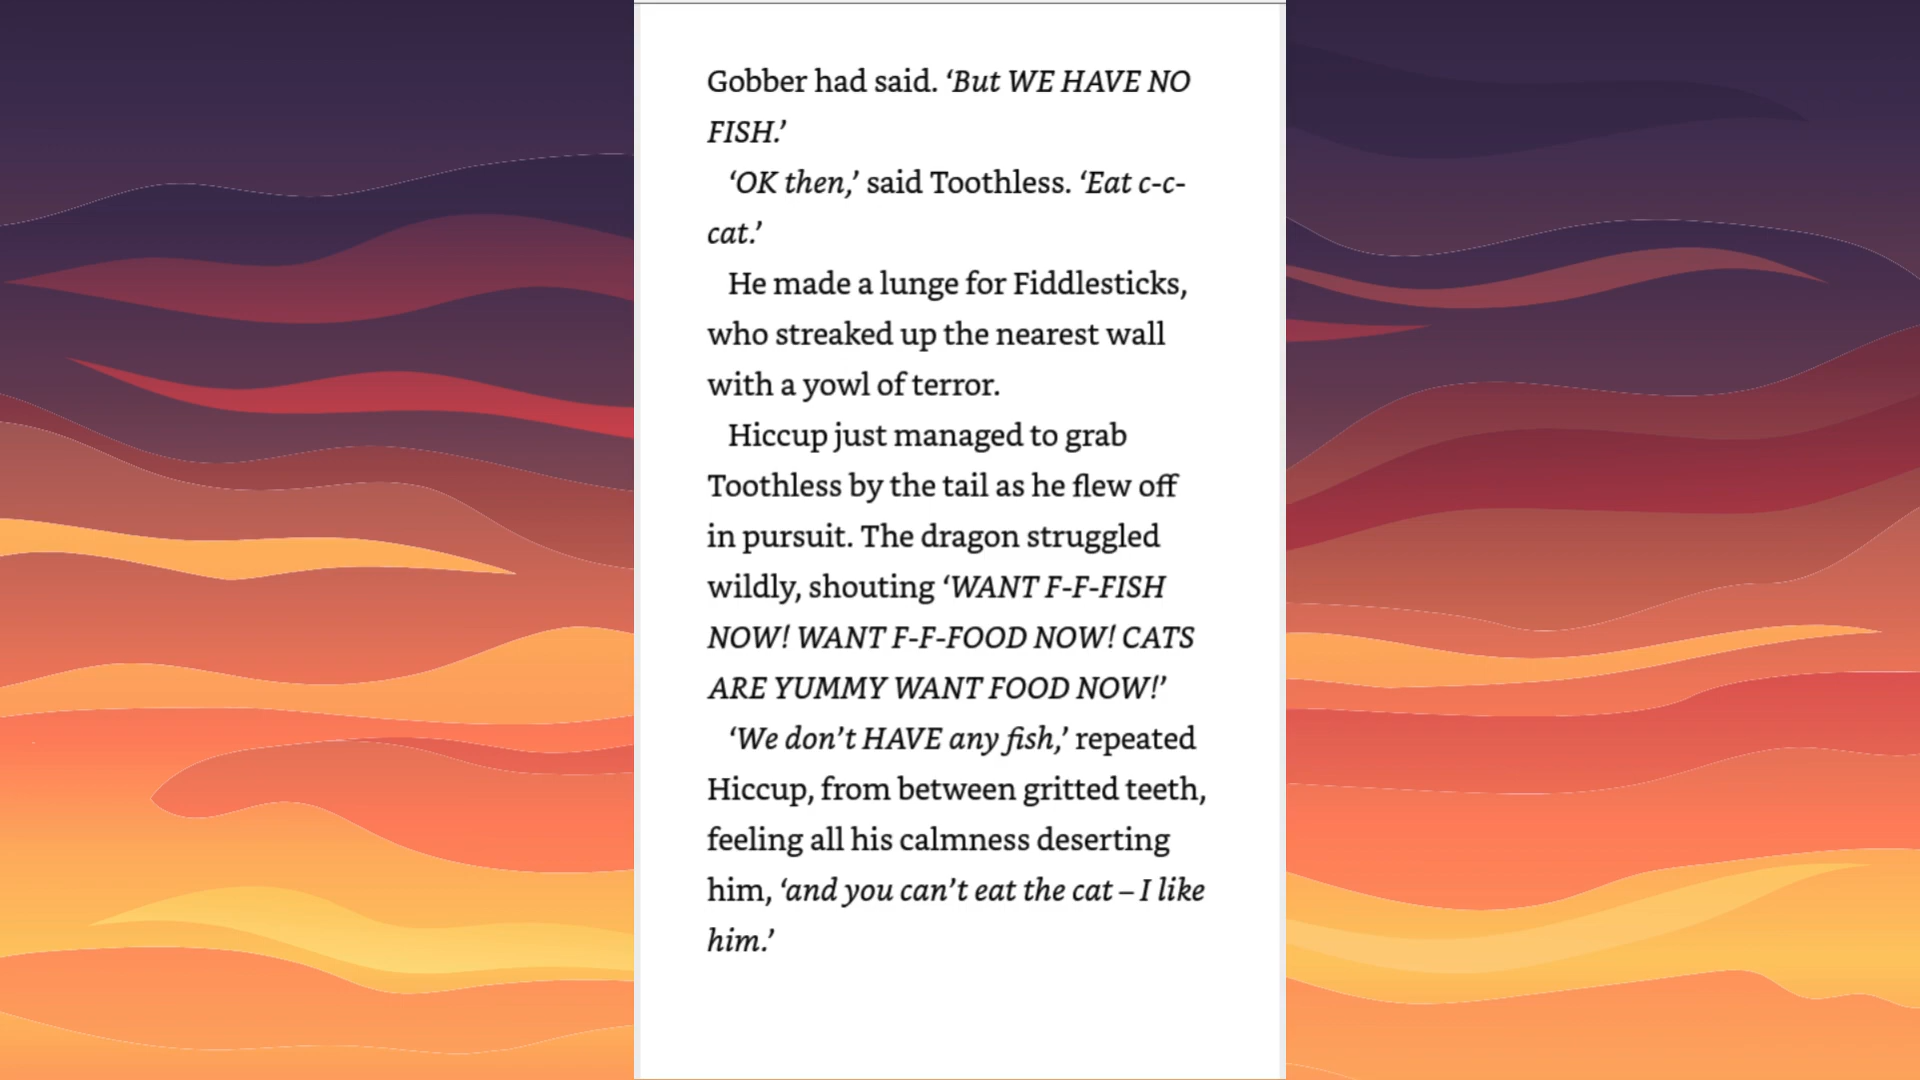 Gobber had said. ‘But WE HAVE NO
FISH.’
‘OK then,’ said Toothless. ‘Eat c-c-
cat.’
He made a lunge for Fiddlesticks,
who streaked up the nearest wall
with a yowl of terror.
Hiccup just managed to grab
Toothless by the tail as he flew off
in pursuit. The dragon struggled
wildly, shouting ‘WANT F-F-FISH
NOW! WANT F-F-FOOD NOW! CATS
ARE YUMMY WANT FOOD NOW!’
‘We don’t HAVE any fish,’ repeated
Hiccup, from between gritted teeth,
feeling all his calmness deserting
him, ‘and you can’t eat the cat – I like
him.’